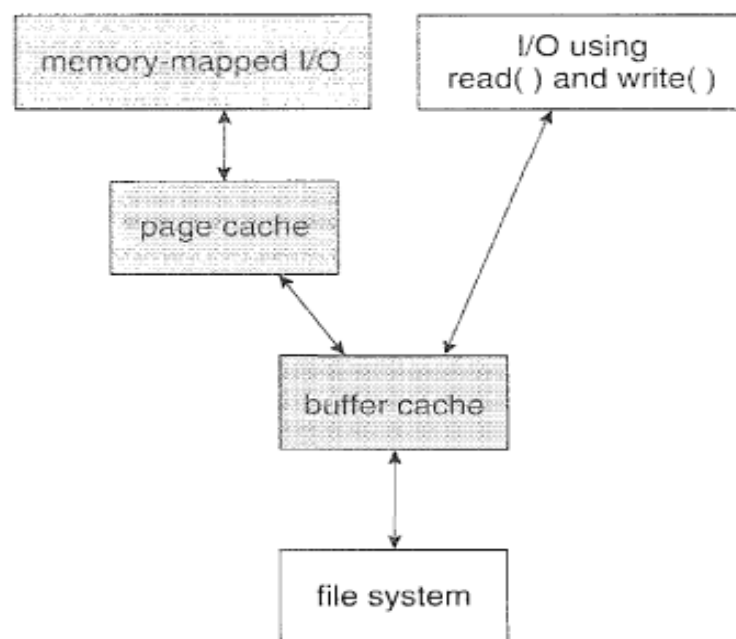 memory-mapped I/O
I/O using
read( ) and write( )
page cache
buffer cache
file system